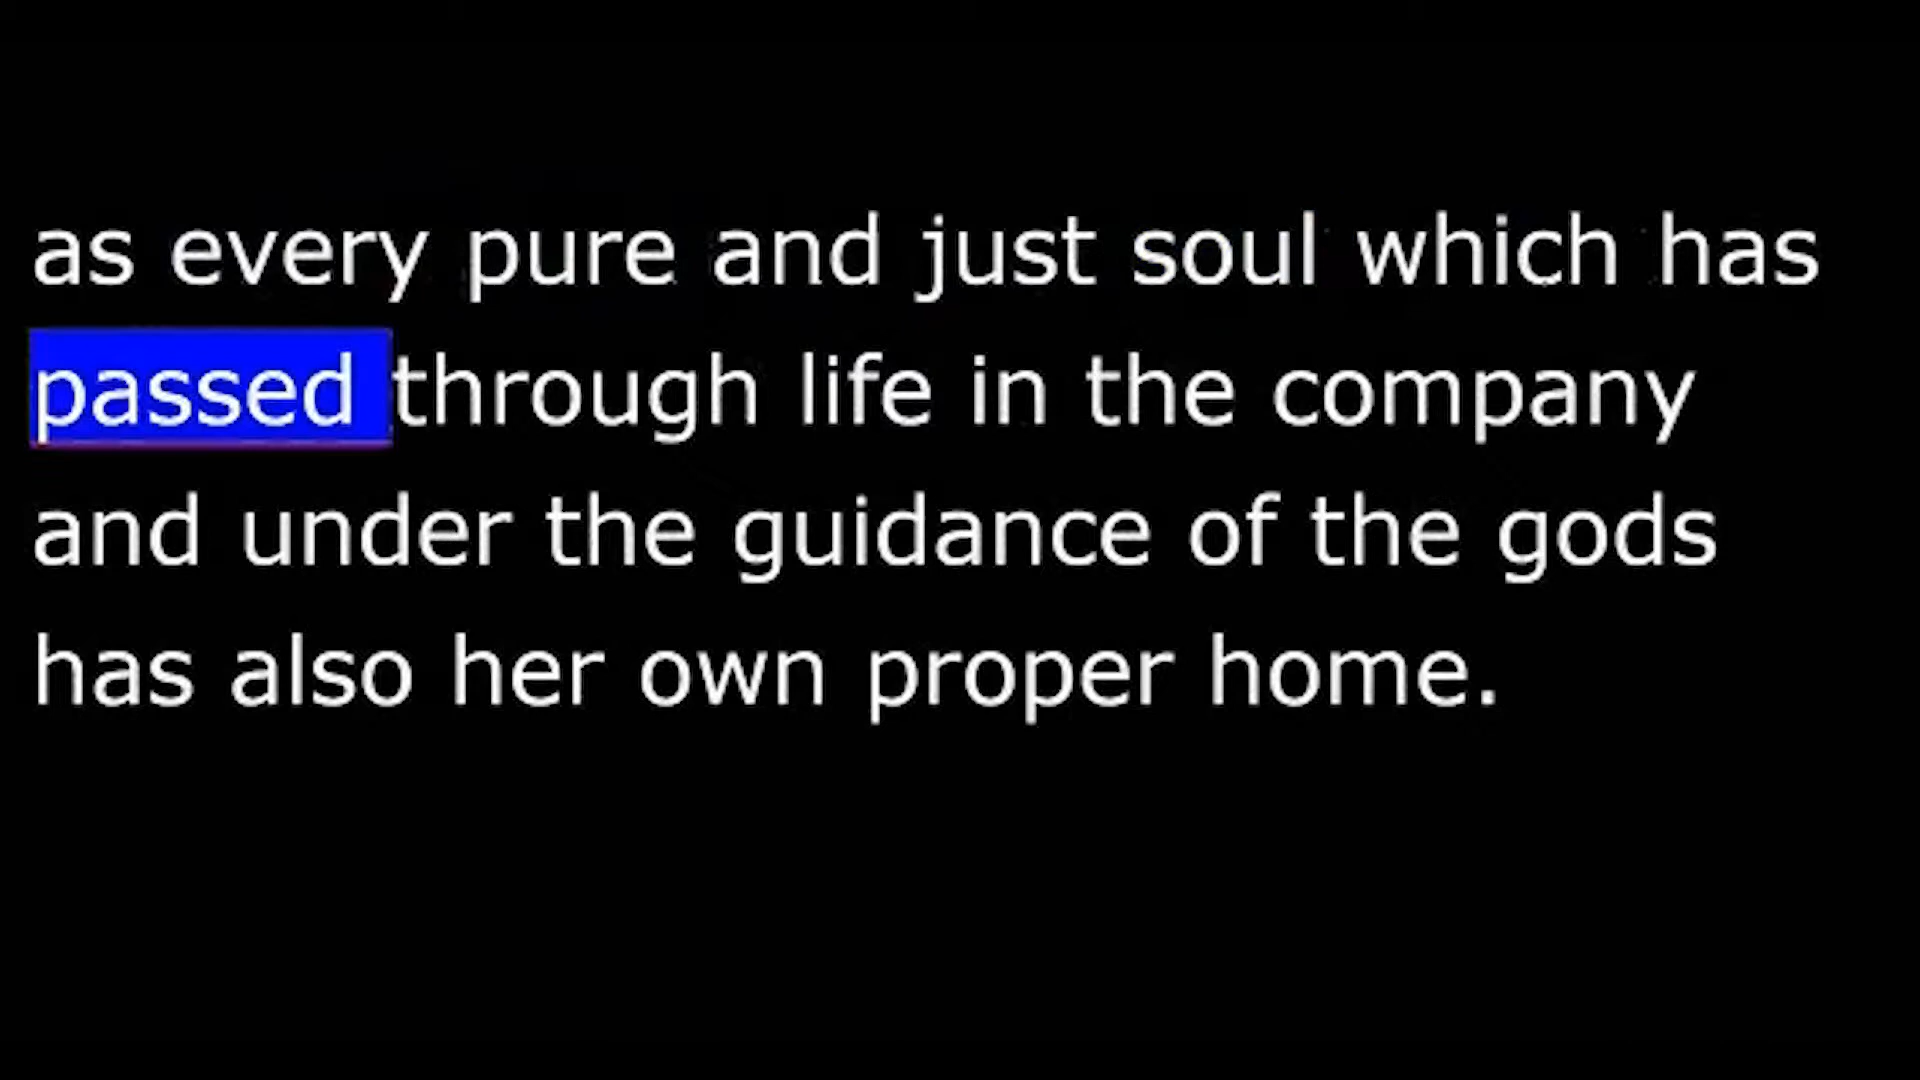 as every pure and just soul which has
passed through life in the company
and under the guidance of the gods
has also her own proper home.